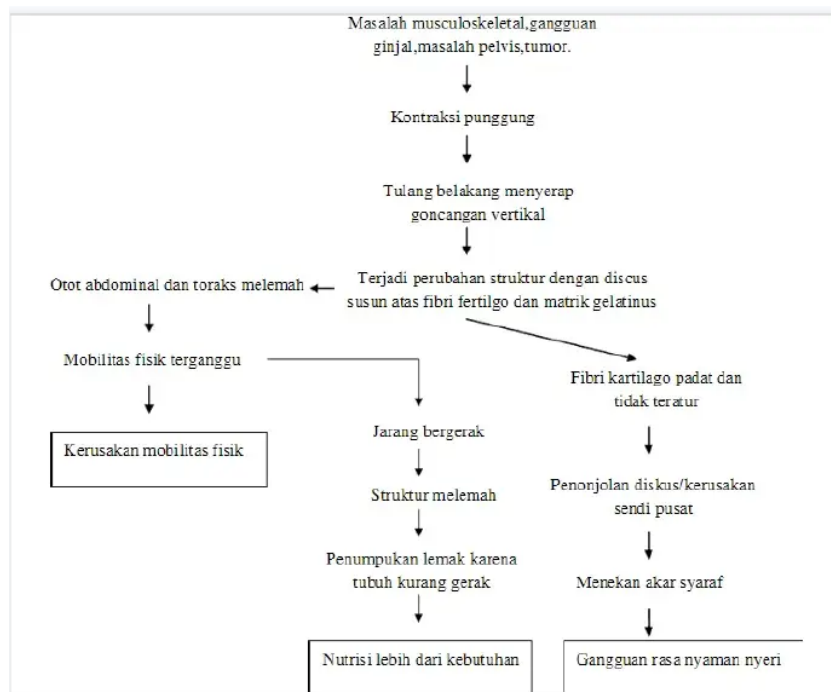 Masalah musculoskeletal,gangguan
ginjal,masalah pelvis,tumor.
Kontraksi punggung
Tulang belakang menyerap
goncangan vertikal
Terjadi perubahan struktur dengan discus
susun atas fibri fertilgo dan matrik gelatinus
Otot abdominal dan toraks melemah
Mobilitas fisik terganggu
Kerusakan mobilitas fisik
Jarang bergerak
Struktur melemah
Penumpukan lemak karena
tubuh kurang gerak
Nutrisi lebih dari kebutuhan
Fibri kartilago padat dan
tidak teratur
Penonjolan diskus/kerusakan
sendi pusat
Menekan akar syaraf
Gangguan rasa nyaman nyeri